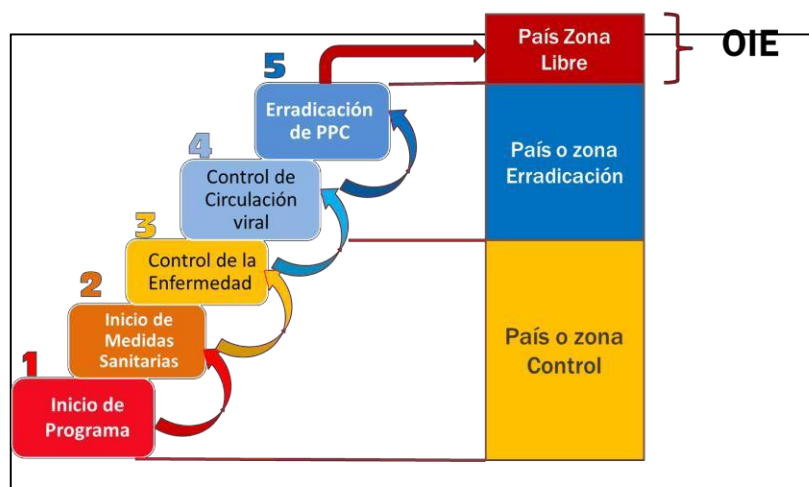 5
Erradicación
de PPC
4
Control de
Circulación
viral
3
Control de la
Enfermedad
2
Inicio de
Medidas
Sanitarias
1
Inicio de
Programa
País Zona
Libre
OIE
País o zona
Erradicación
País o zona
Control